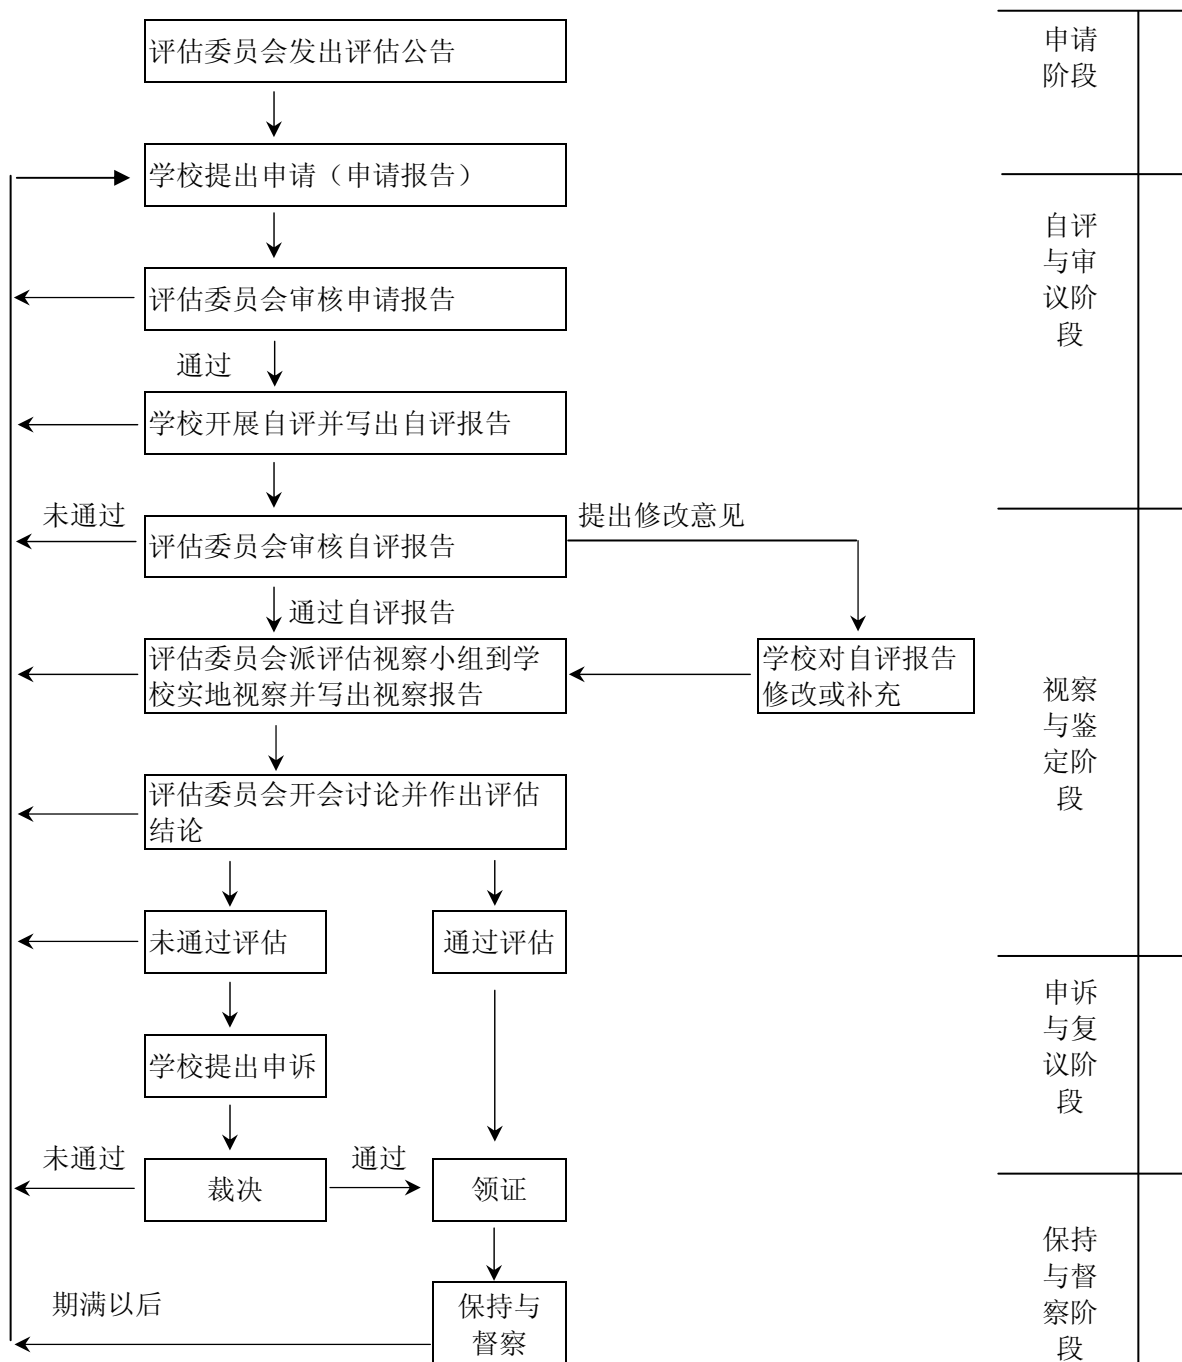 评估委员会发出评估公告
学校提出申请（申请报告）
评估委员会审核申请报告
通过
学校开展自评并写出自评报告
未通过
提出修改意见
评估委员会审核自评报告
通过自评报告
评估委员会派评估视察小组到学
校实地视察并写出视察报告
学校对自评报告
修改或补充
评估委员会开会讨论并作出评估
结论
未通过评估
通过评估
学校提出申诉
未通过
通过
裁决
领证
期满以后
保持与
督察
申请
阶段
自评
与审
议阶
段
视察
与鉴
定阶
段
申诉
与复
议阶
段
保持
与督
察阶
段